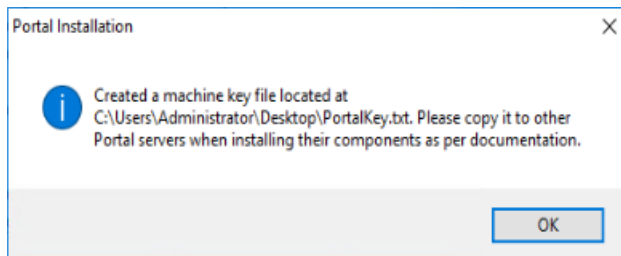 Portal Installation
Created a machine key file located at
C:\Users\Administrator\Desktop\PortalKey.txt. Please copy it to other
Portal servers when installing their components as per documentation.
OK